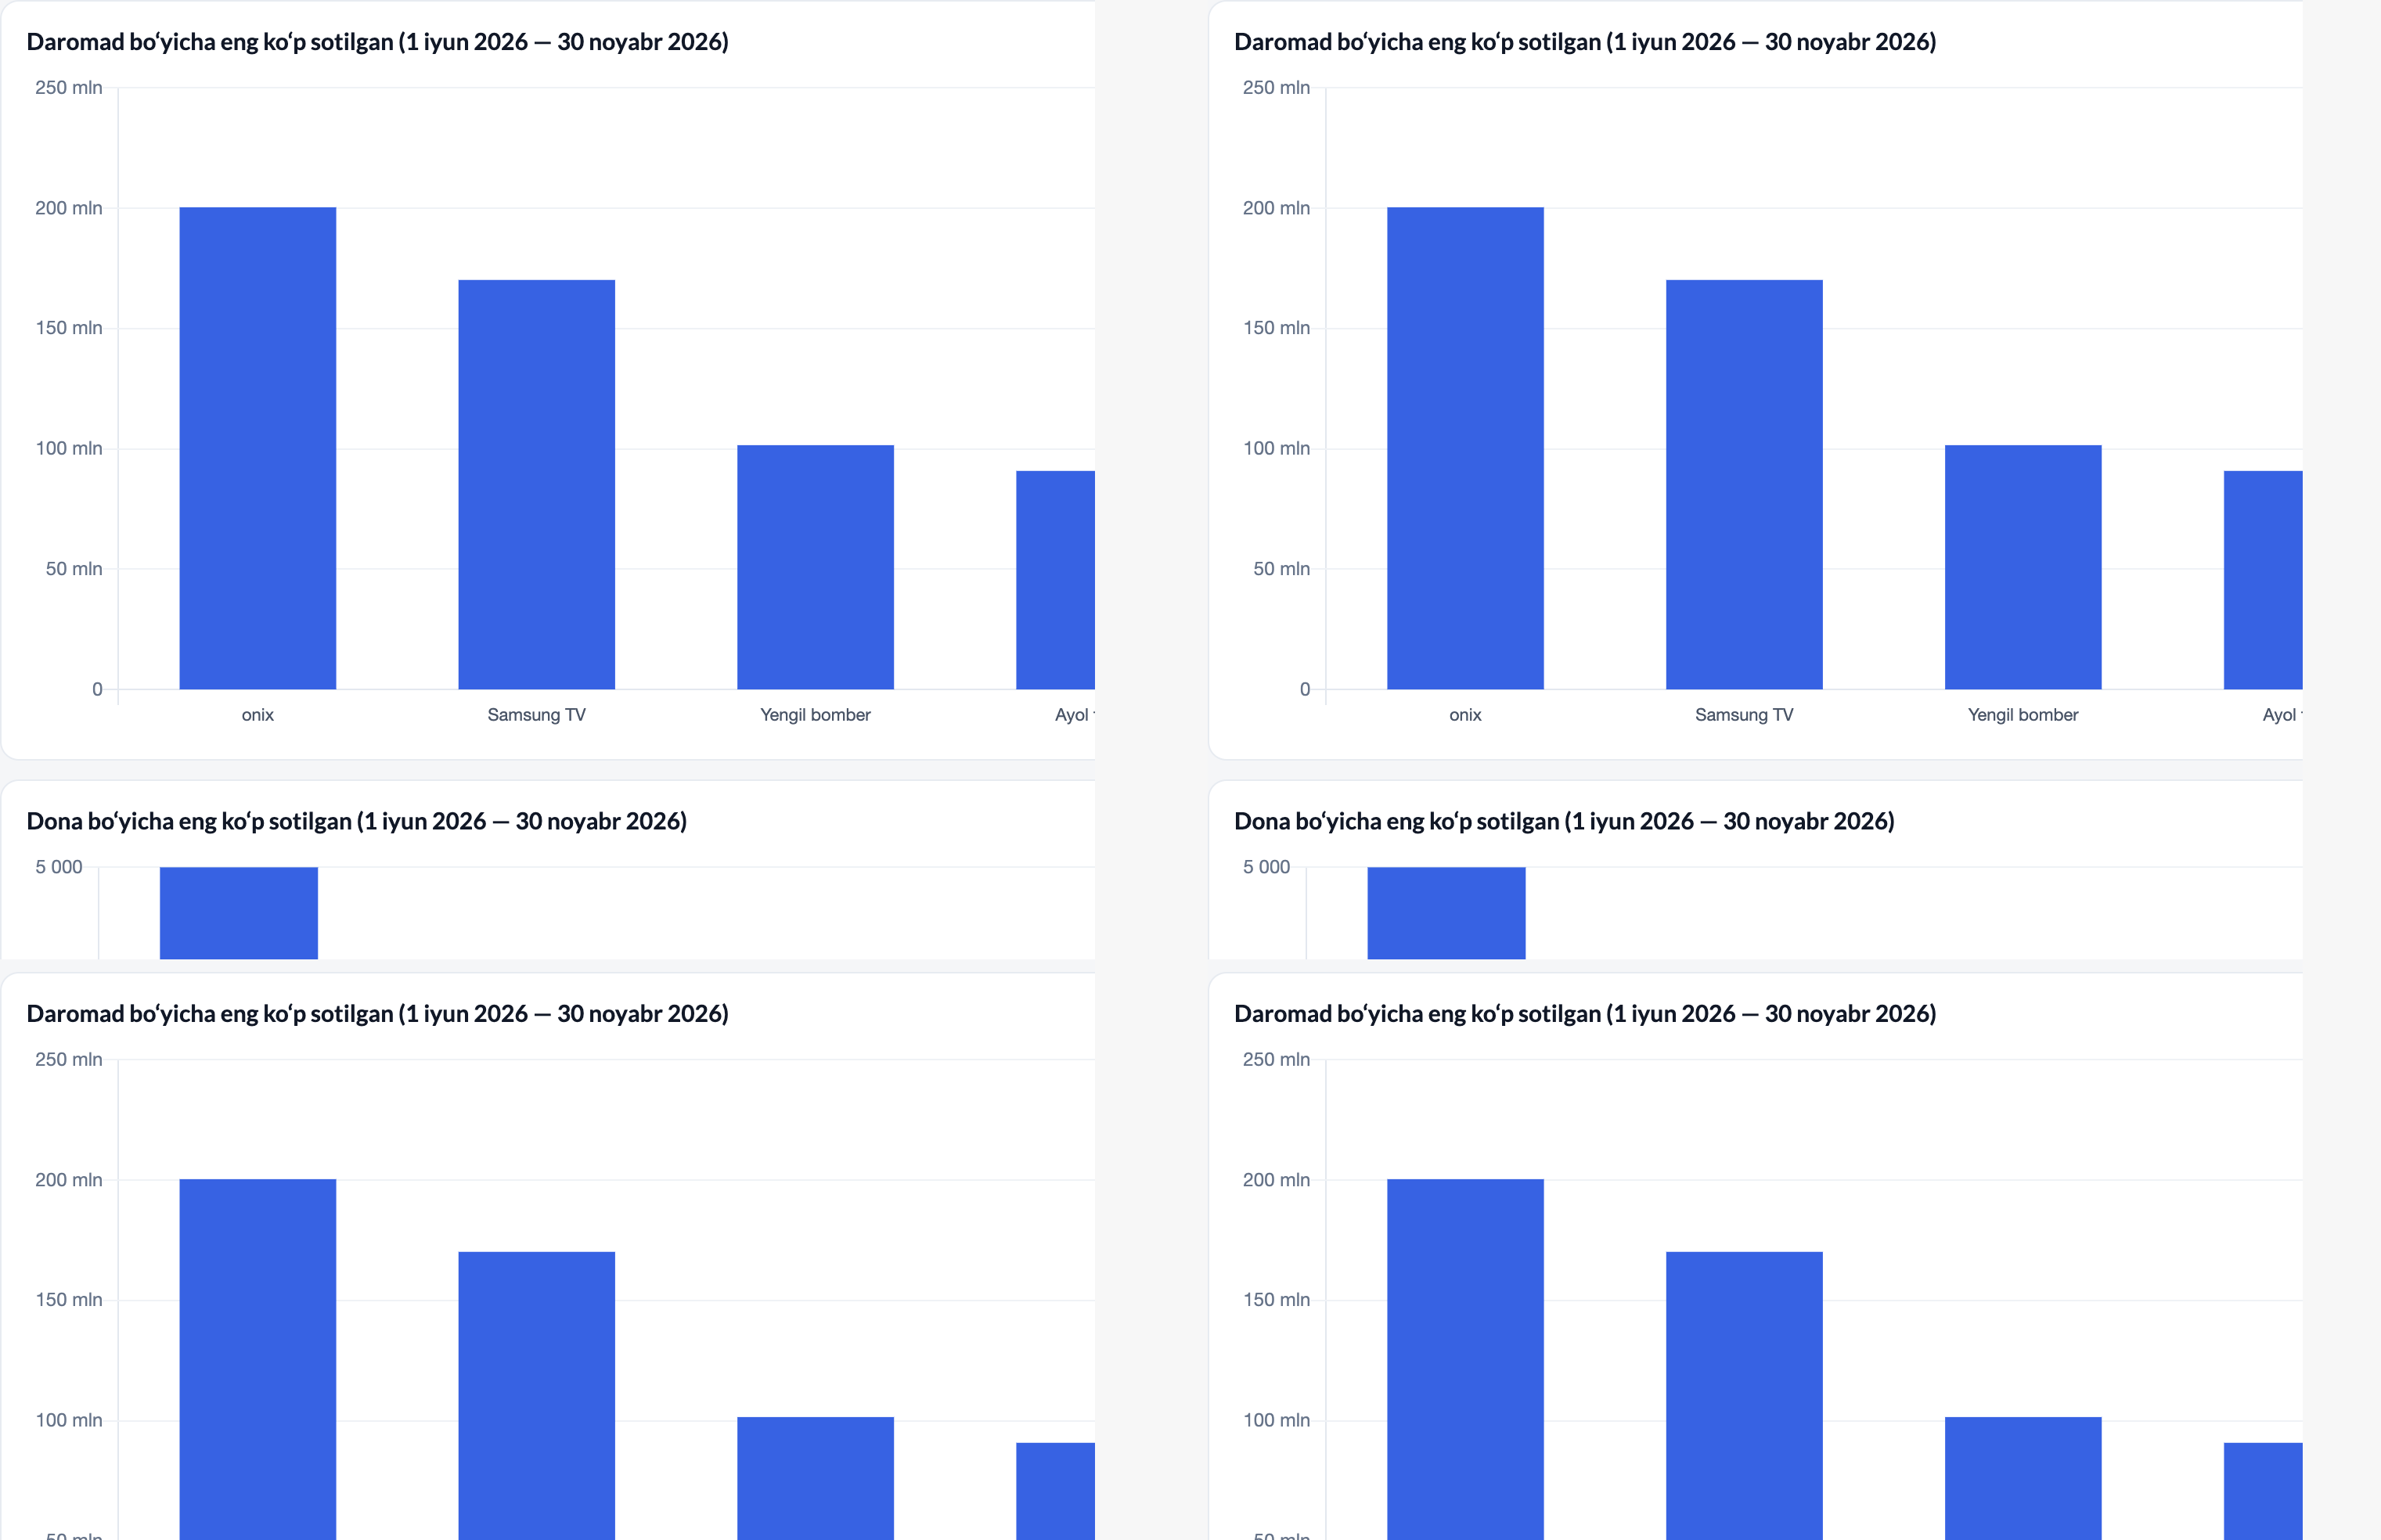 Daromad bo‘yicha eng ko‘p sotilgan (1 iyun 2026 — 30 noyabr 2026)
250 mln
200 mln
150 mln
100 mln
50 mln
0
onix
Samsung TV
Yengil bomber
Ayol
Dona bo‘yicha eng ko‘p sotilgan (1 iyun 2026 — 30 noyabr 2026)
5 000
Daromad bo‘yicha eng ko‘p sotilgan (1 iyun 2026 — 30 noyabr 2026)
250 mln
200 mln
150 mln
100 mln
50 mln
Daromad bo‘yicha eng ko‘p sotilgan (1 iyun 2026 — 30 noyabr 2026)
250 mln
200 mln
150 mln
100 mln
50 mln
0
onix
Samsung TV
Yengil bomber
Ayol
Dona bo‘yicha eng ko‘p sotilgan (1 iyun 2026 — 30 noyabr 2026)
5 000
Daromad bo‘yicha eng ko‘p sotilgan (1 iyun 2026 — 30 noyabr 2026)
250 mln
200 mln
150 mln
100 mln
50 mln